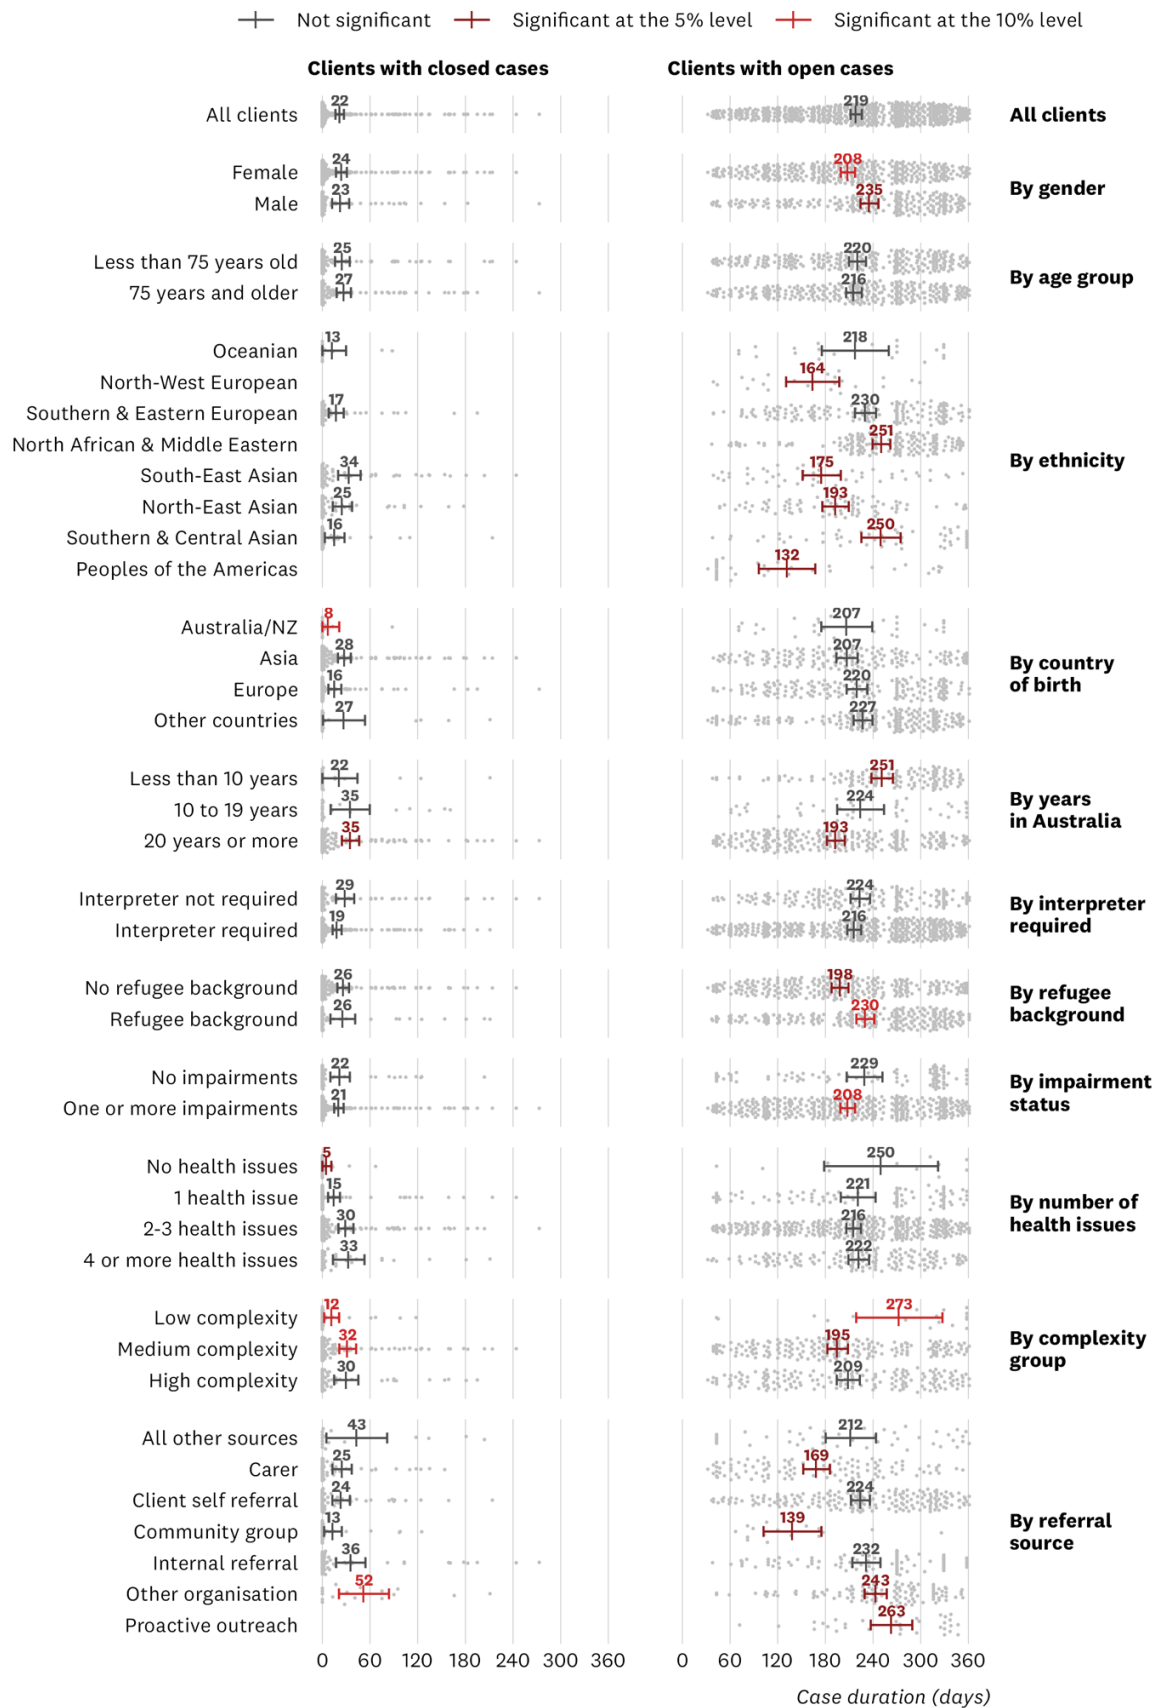 Not significant Significant at the 5% level Significant at the 10% level
Clients with closed cases Clients with open cases
All clients 22 219 All clients
Female 24 208
By gender
Male 23 235
Less than 75 years old 25 220
By age group
75 years and older 27 216
Oceanian 13 218
North-West European 164
Southern & Eastern European 17 230
North African & Middle Eastern 251
By ethnicity
South-East Asian 34 175
North-East Asian 25 193
Southern & Central Asian 16 250
Peoples of the Americas 132
Australia/NZ 8 207
Asia 28 207
By country
of birth
Europe 16 220
Other countries 27 227
Less than 10 years 22 251
By years
in Australia
10 to 19 years 35 224
20 years or more 35 193
Interpreter not required 29 224
By interpreter
required
Interpreter required 19 216
No refugee background 26 198
By refugee
background
Refugee background 26 230
No impairments 22 229
By impairment
status
One or more impairments 21 208
No health issues 5 250
1 health issue 15 221
By number of
health issues
2-3 health issues 30 216
4 or more health issues 33 222
Low complexity 12 273
By complexity
group
Medium complexity 32 195
High complexity 30 209
All other sources 43 212
Carer 25 169
Client self referral 24 224
By referral
source
Community group 13 139
Internal referral 36 232
Other organisation 52 243
Proactive outreach 263
0 60 120 180 240 300 360 0 60 120 180 240 300 360
Case duration (days)